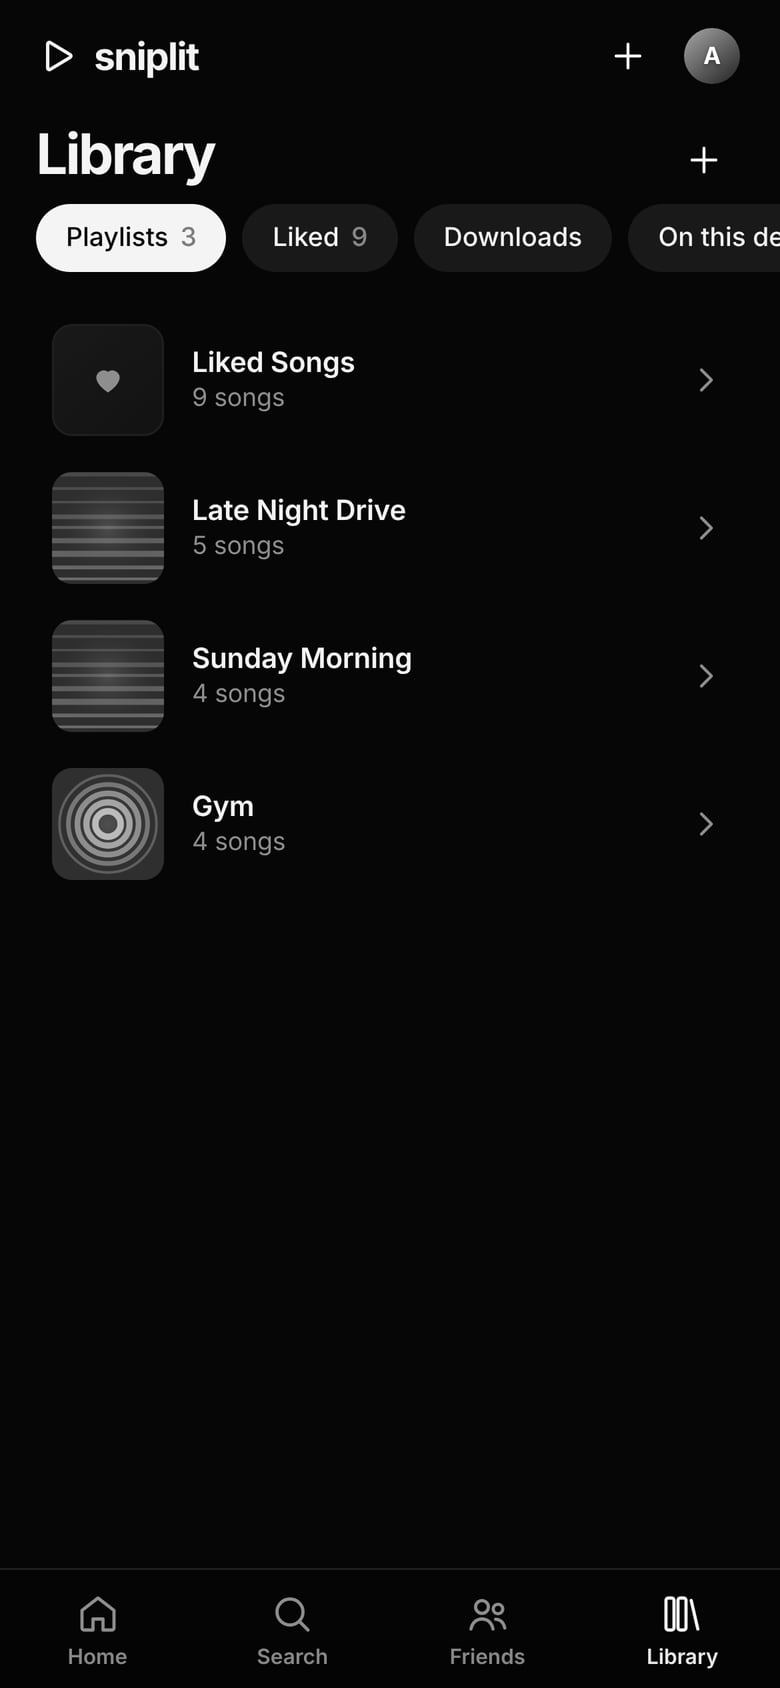 sniplit
A
Library
Playlists 3
Liked 9
Downloads
On this de
Liked Songs
9 songs
Late Night Drive
5 songs
Sunday Morning
4 songs
Gym
4 songs
Home
Search
Friends
Library